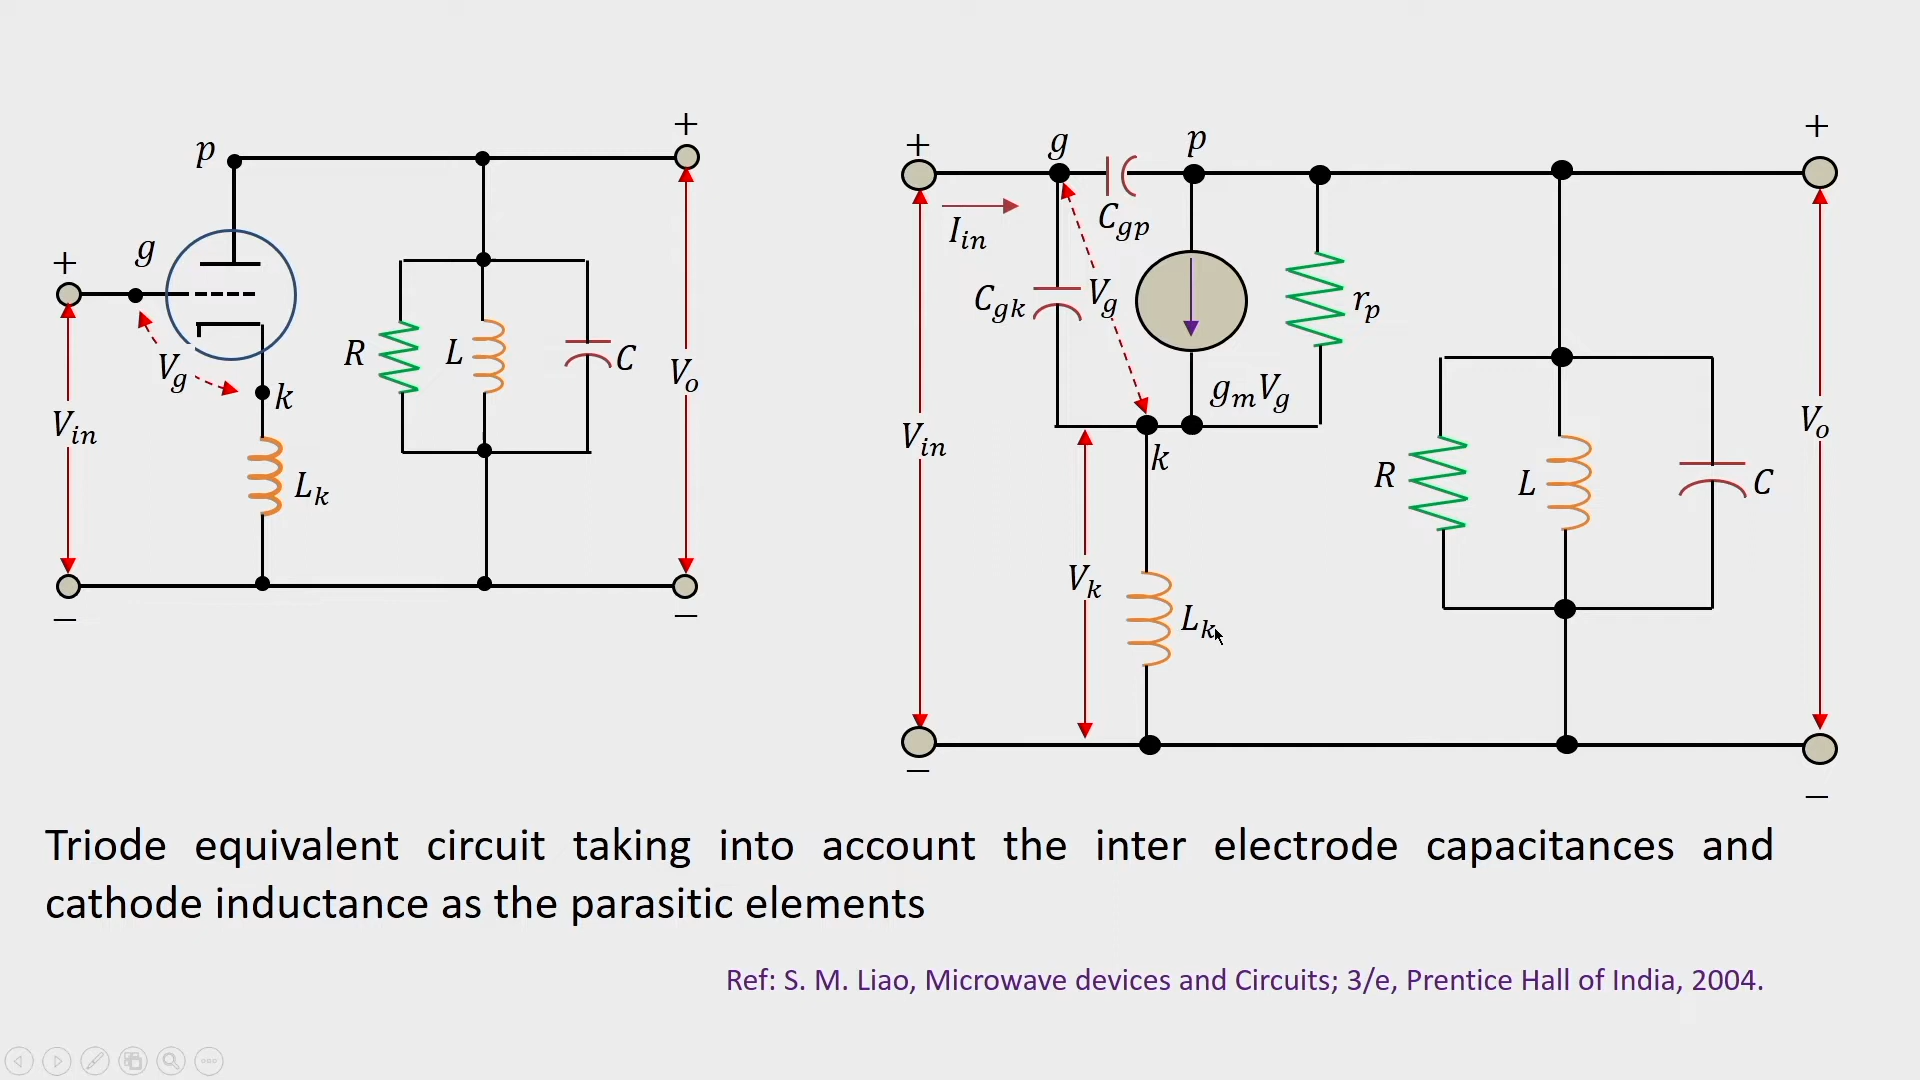 p
+
g
+
V_g
k
V_in
L_k
R
L
C
V_o
−
−
+
g
p
+
I_in
C_gp
C_gk
V_g
r_p
g_m V_g
V_in
k
V_k
L_k
R
L
C
V_o
−
−
Triode equivalent circuit taking into account the inter electrode capacitances and
cathode inductance as the parasitic elements
Ref: S. M. Liao, Microwave devices and Circuits; 3/e, Prentice Hall of India, 2004.